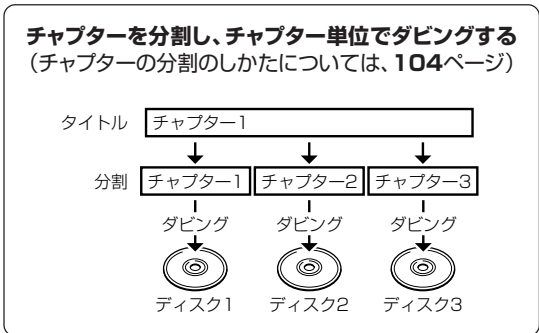 チャプターを分割し、チャプター単位でダビングする
(チャプターの分割のしかたについては、104ページ)
タイトル チャプター1
分割 チャプター1 チャプター2 チャプター3
ダビング ダビング ダビング
ディスク1 ディスク2 ディスク3